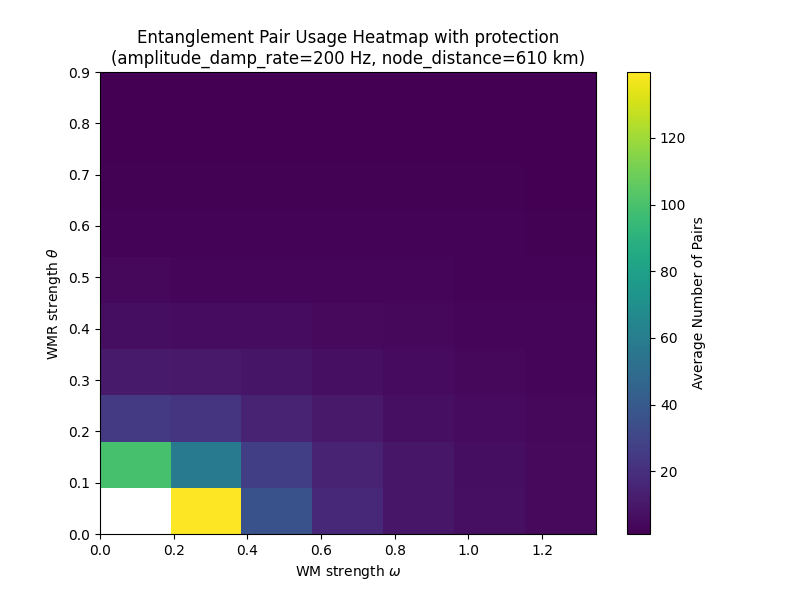 Entanglement Pair Usage Heatmap with protection
(amplitude_damp_rate=200 Hz, node_distance=610 km)
0.9
0.8
0.7
0.6
0.5
0.4
0.3
0.2
0.1
0.0
WMR strength θ
0.0 0.2 0.4 0.6 0.8 1.0 1.2
WM strength ω
120
100
80
60
40
20
Average Number of Pairs